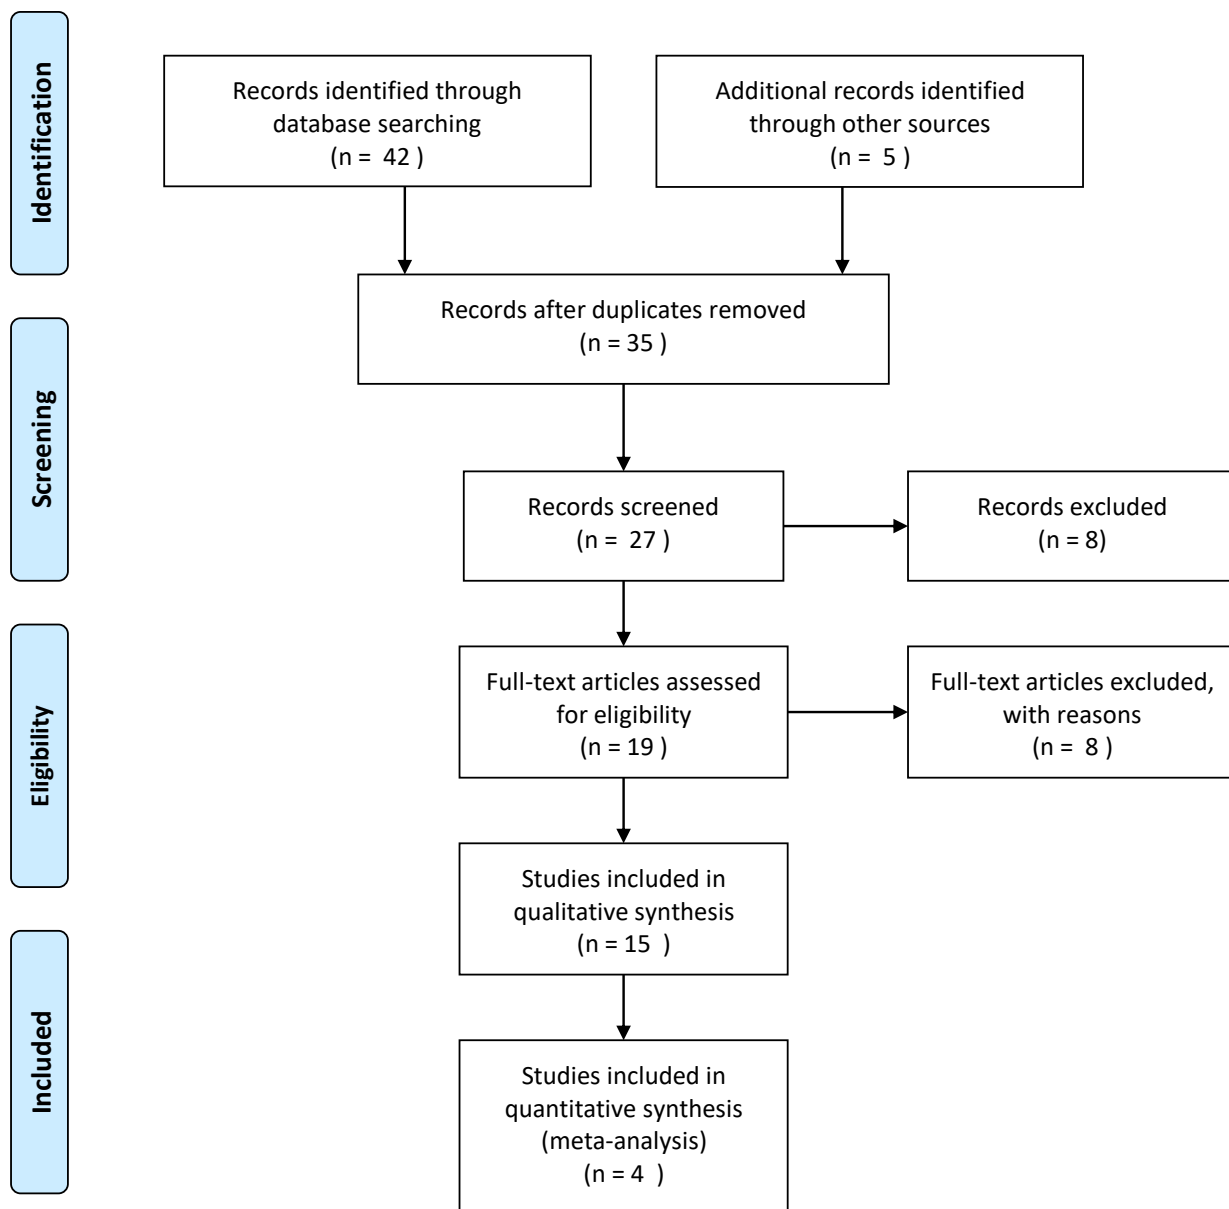 Identification
Records identified through
database searching
(n = 42 )
Additional records identified
through other sources
(n = 5 )
Records after duplicates removed
(n = 35 )
Screening
Records screened
(n = 27 )
Records excluded
(n = 8)
Eligibility
Full-text articles assessed
for eligibility
(n = 19 )
Full-text articles excluded,
with reasons
(n = 8 )
Studies included in
qualitative synthesis
(n = 15 )
Included
Studies included in
quantitative synthesis
(meta-analysis)
(n = 4 )